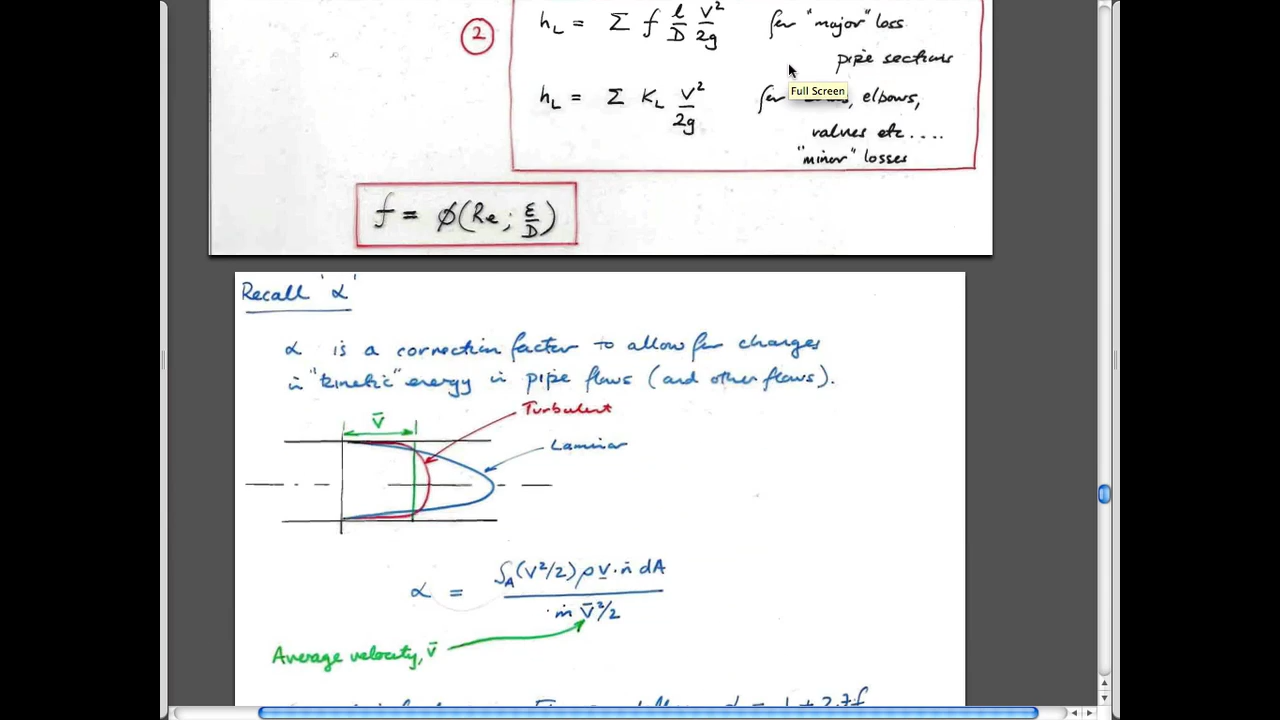 h_L = Σ f l/D V²/2g for "major" loss
pipe sections
②
Full Screen
h_L = Σ K_L V²/2g for , elbows,
values etc....
"minor" losses
f = φ(Re; ε/D)
Recall 'α'
α is a correction factor to allow for changes
in "kinetic" energy in pipe flows (and other flows).
V̄
Turbulent
Laminar
α = ∫_A (V²/2) ρ V·n̂ dA / ṁ V̄²/2
Average velocity, V̄